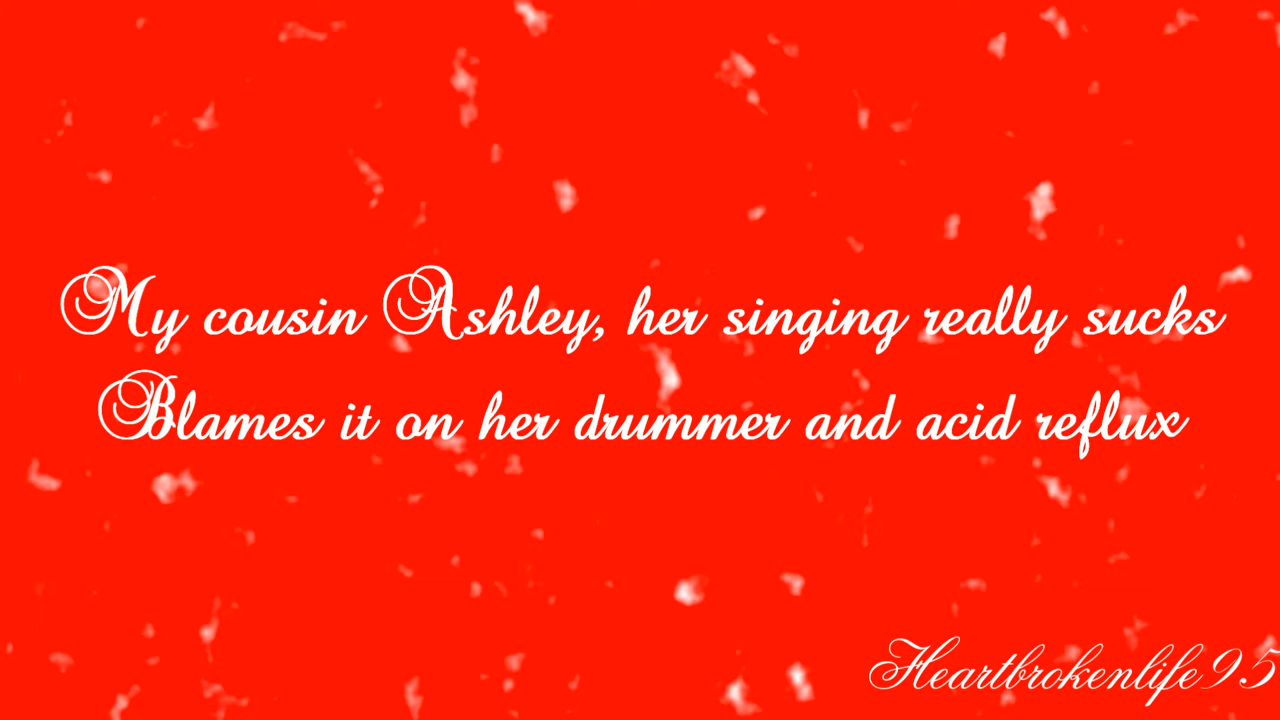 My cousin Ashley, her singing really sucks
Blames it on her drummer and acid reflux
Heartbrokenlife95